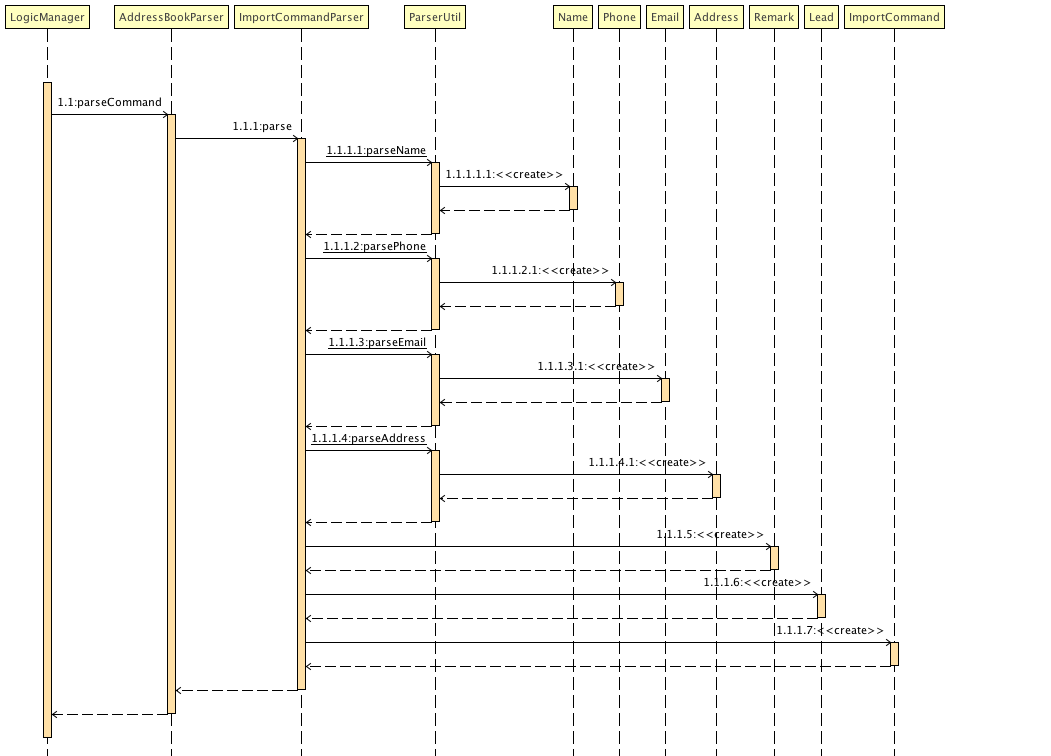 LogicManager AddressBookParser ImportCommandParser ParserUtil Name Phone Email Address Remark Lead ImportCommand
1.1:parseCommand
1.1.1:parse
1.1.1.1:parseName
1.1.1.1.1:<<create>>
1.1.1.2:parsePhone
1.1.1.2.1:<<create>>
1.1.1.3:parseEmail
1.1.1.3.1:<<create>>
1.1.1.4:parseAddress
1.1.1.4.1:<<create>>
1.1.1.5:<<create>>
1.1.1.6:<<create>>
1.1.1.7:<<create>>